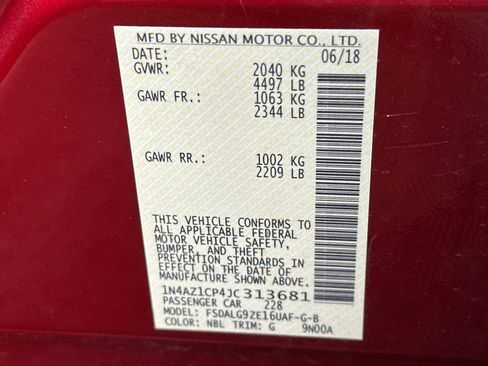 MFD BY NISSAN MOTOR CO., LTD.
DATE: 06/18
GVWR: 2040 KG
4497 LB
GAWR FR.: 1063 KG
2344 LB
GAWR RR.: 1002 KG
2209 LB
THIS VEHICLE CONFORMS TO
ALL APPLICABLE FEDERAL
MOTOR VEHICLE SAFETY,
BUMPER, AND THEFT
PREVENTION STANDARDS IN
EFFECT ON THE DATE OF
MANUFACTURE SHOWN ABOVE.
1N4AZ1CP4JC313681
PASSENGER CAR 228
MODEL: FSDALG9ZE16UAF-G-B
COLOR: NBL TRIM: G 9N00A